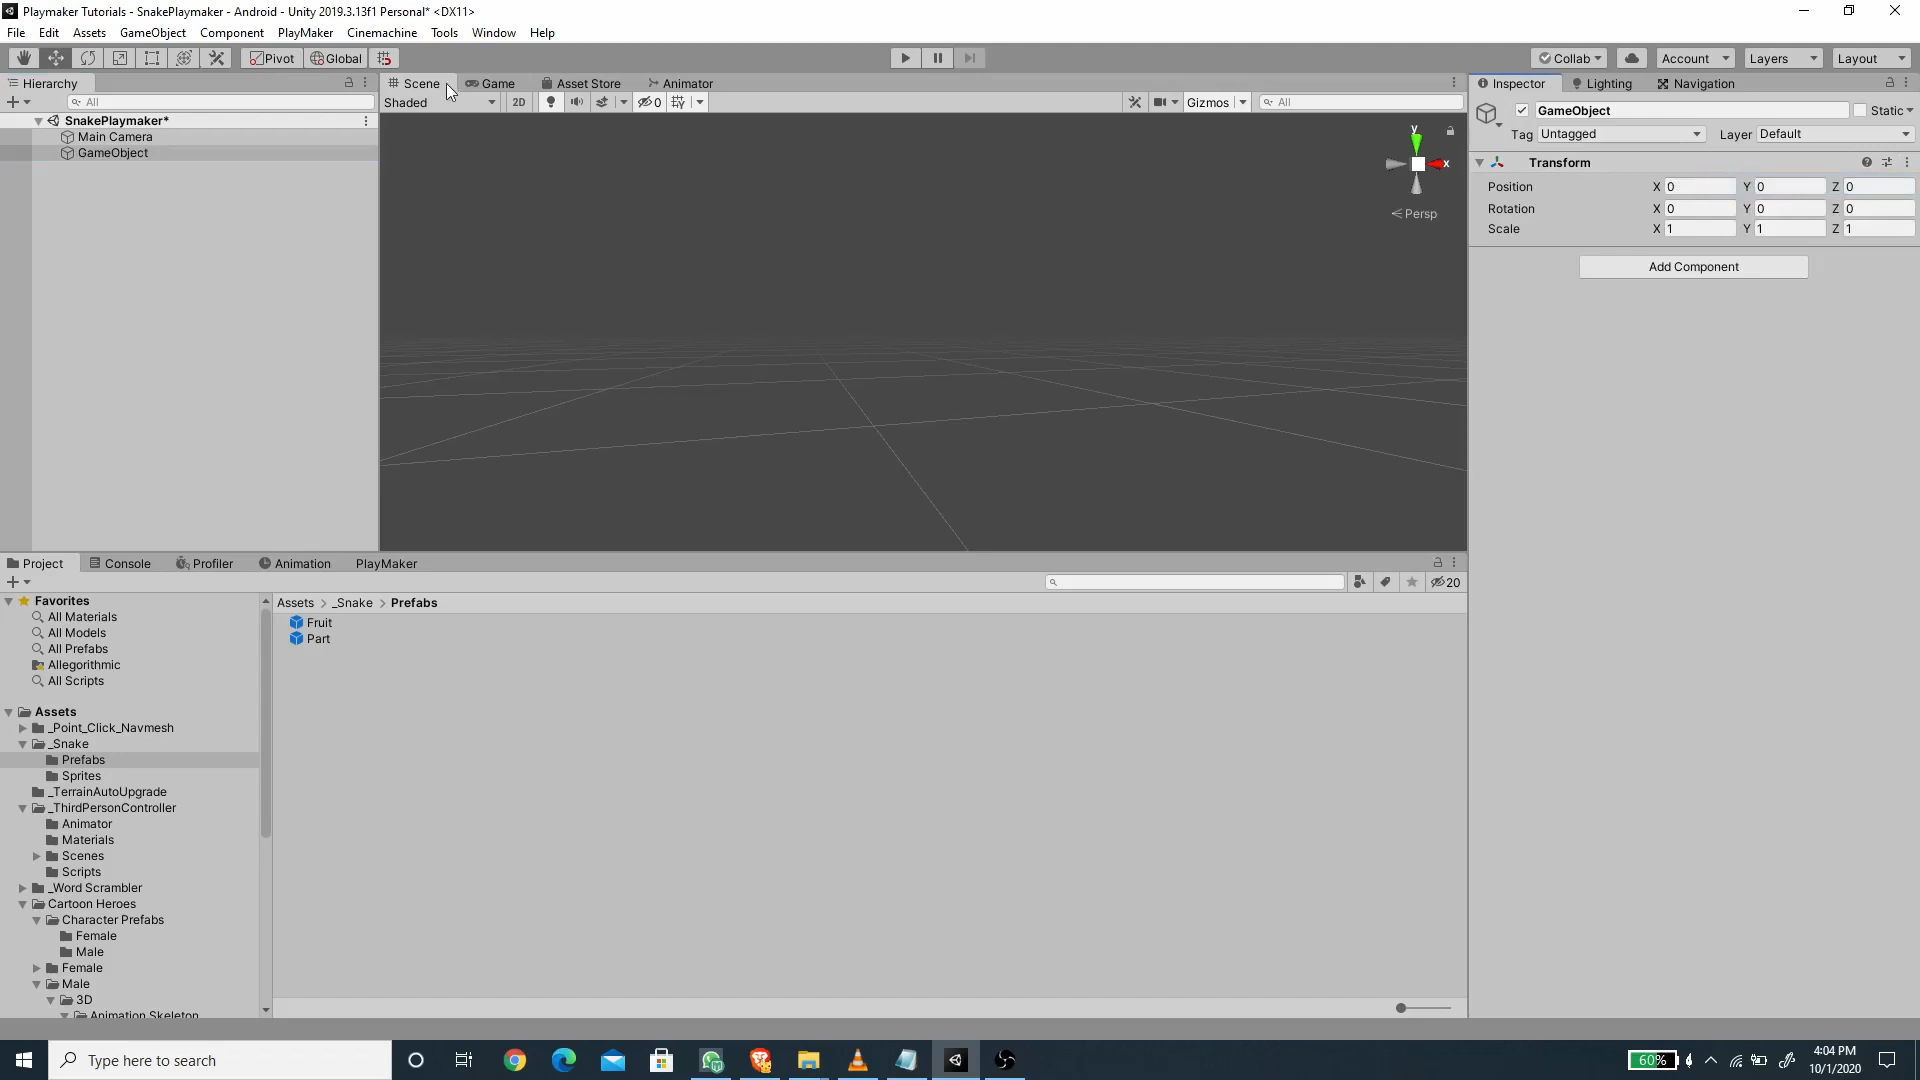 Playmaker Tutorials - SnakePlaymaker - Android - Unity 2019.3.13f1 Personal* <DX11>
File Edit Assets GameObject Component PlayMaker Cinemachine Tools Window Help
Pivot Global Collab Account Layers Layout
Hierarchy
All
SnakePlaymaker*
Main Camera
GameObject
Scene Game Asset Store Animator
Shaded 2D 0 Gizmos All
y
x
Persp
Inspector Lighting Navigation
GameObject Static
Tag Untagged Layer Default
Transform
Position X 0 Y 0 Z 0
Rotation X 0 Y 0 Z 0
Scale X 1 Y 1 Z 1
Add Component
Project Console Profiler Animation PlayMaker
20
Favorites
All Materials
All Models
All Prefabs
Allegorithmic
All Scripts
Assets
_Point_Click_Navmesh
_Snake
Prefabs
Sprites
_TerrainAutoUpgrade
_ThirdPersonController
Animator
Materials
Scenes
Scripts
_Word Scrambler
Cartoon Heroes
Character Prefabs
Female
Male
Female
Male
3D
Animation Skeleton
Assets > _Snake > Prefabs
Fruit
Part
Type here to search
60%
4:04 PM
10/1/2020